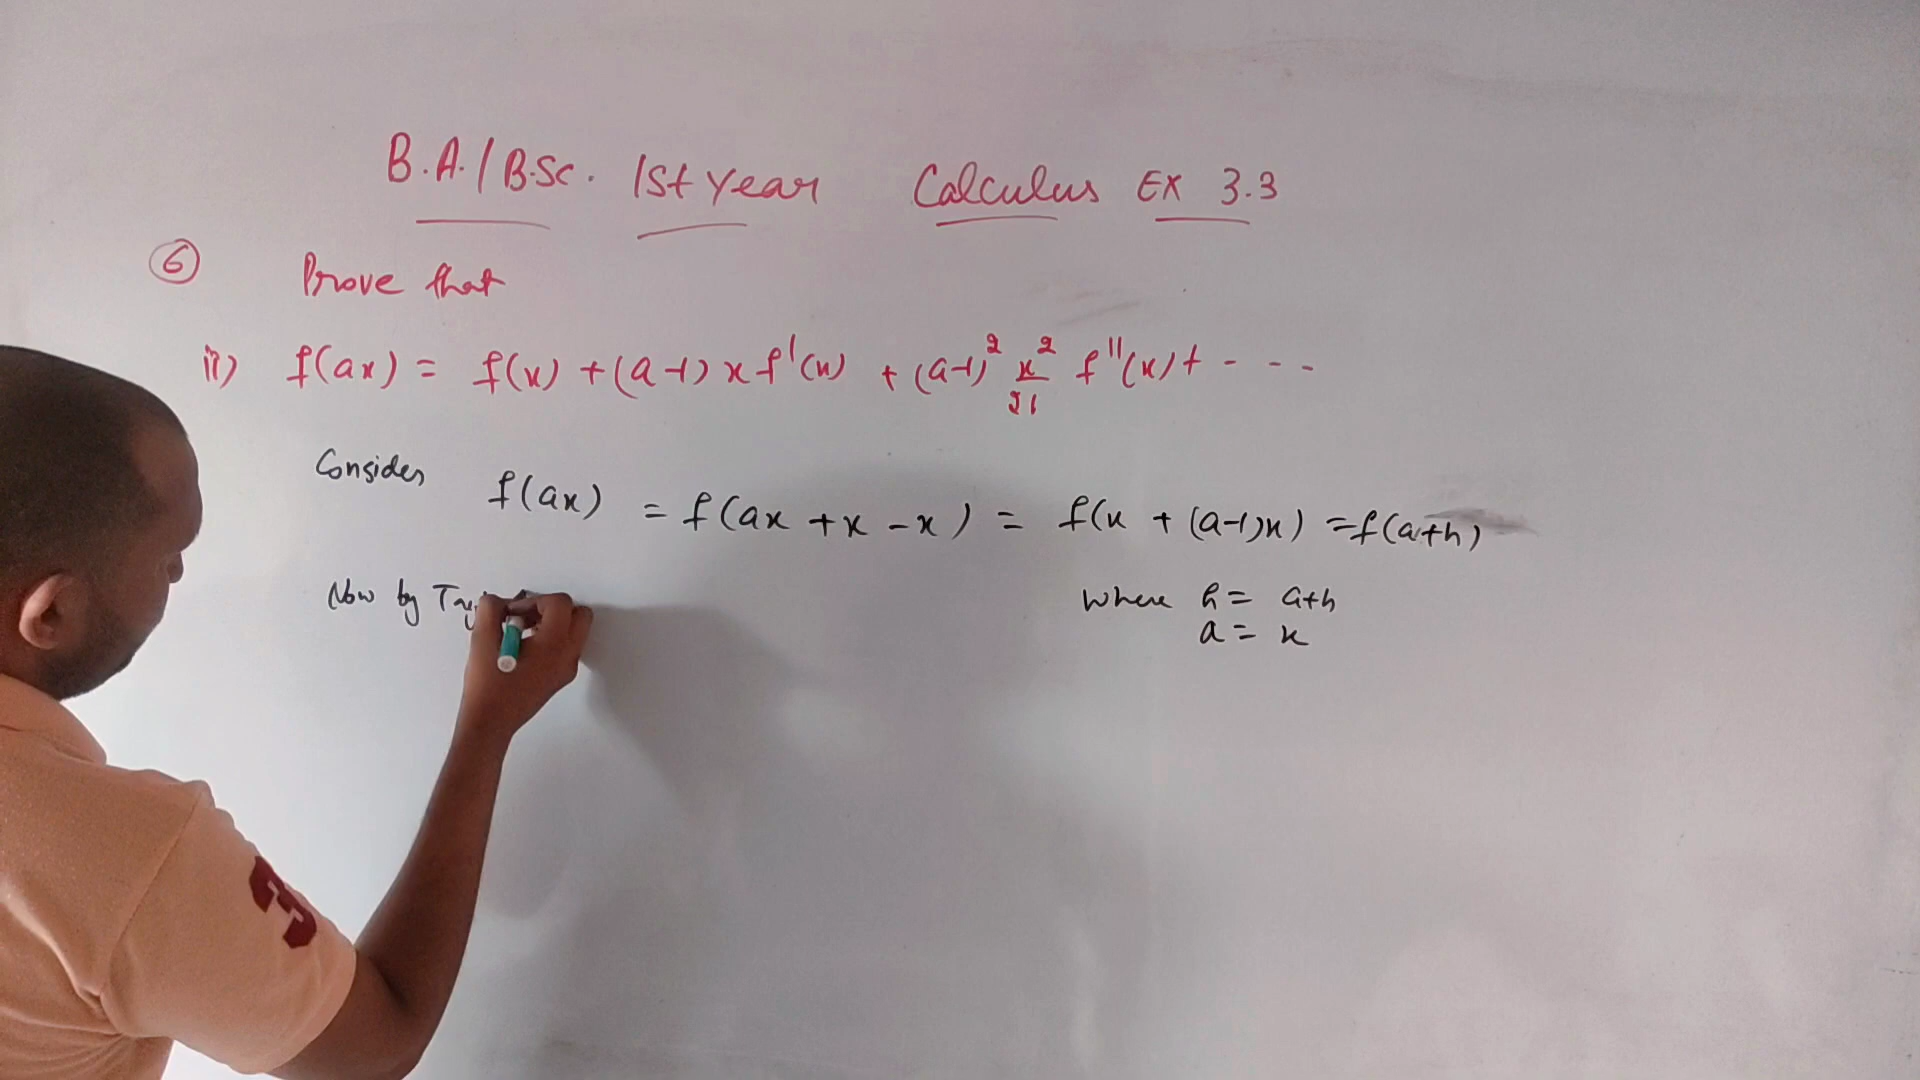 B.A./B.Sc. 1st year Calculus Ex 3.3
6 Prove that
ii) f(ax) = f(x) + (a-1) x f'(x) + (a-1)² x²/2! f''(x) + - - -
Consider f(ax) = f(ax + x - x) = f(x + (a-1)x) = f(a+h)
Now by
where h = a+h
a = x
3